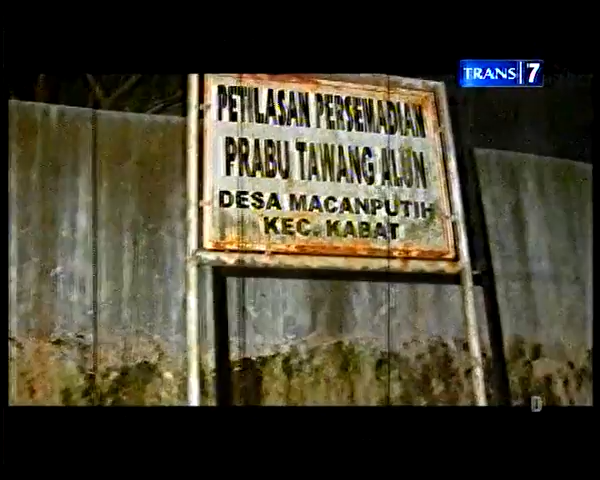 TRANS|7
PETILASAN PERSEMADIAN
PRABU TAWANG ALUN
DESA MACANPUTIH
KEC. KABAT
D